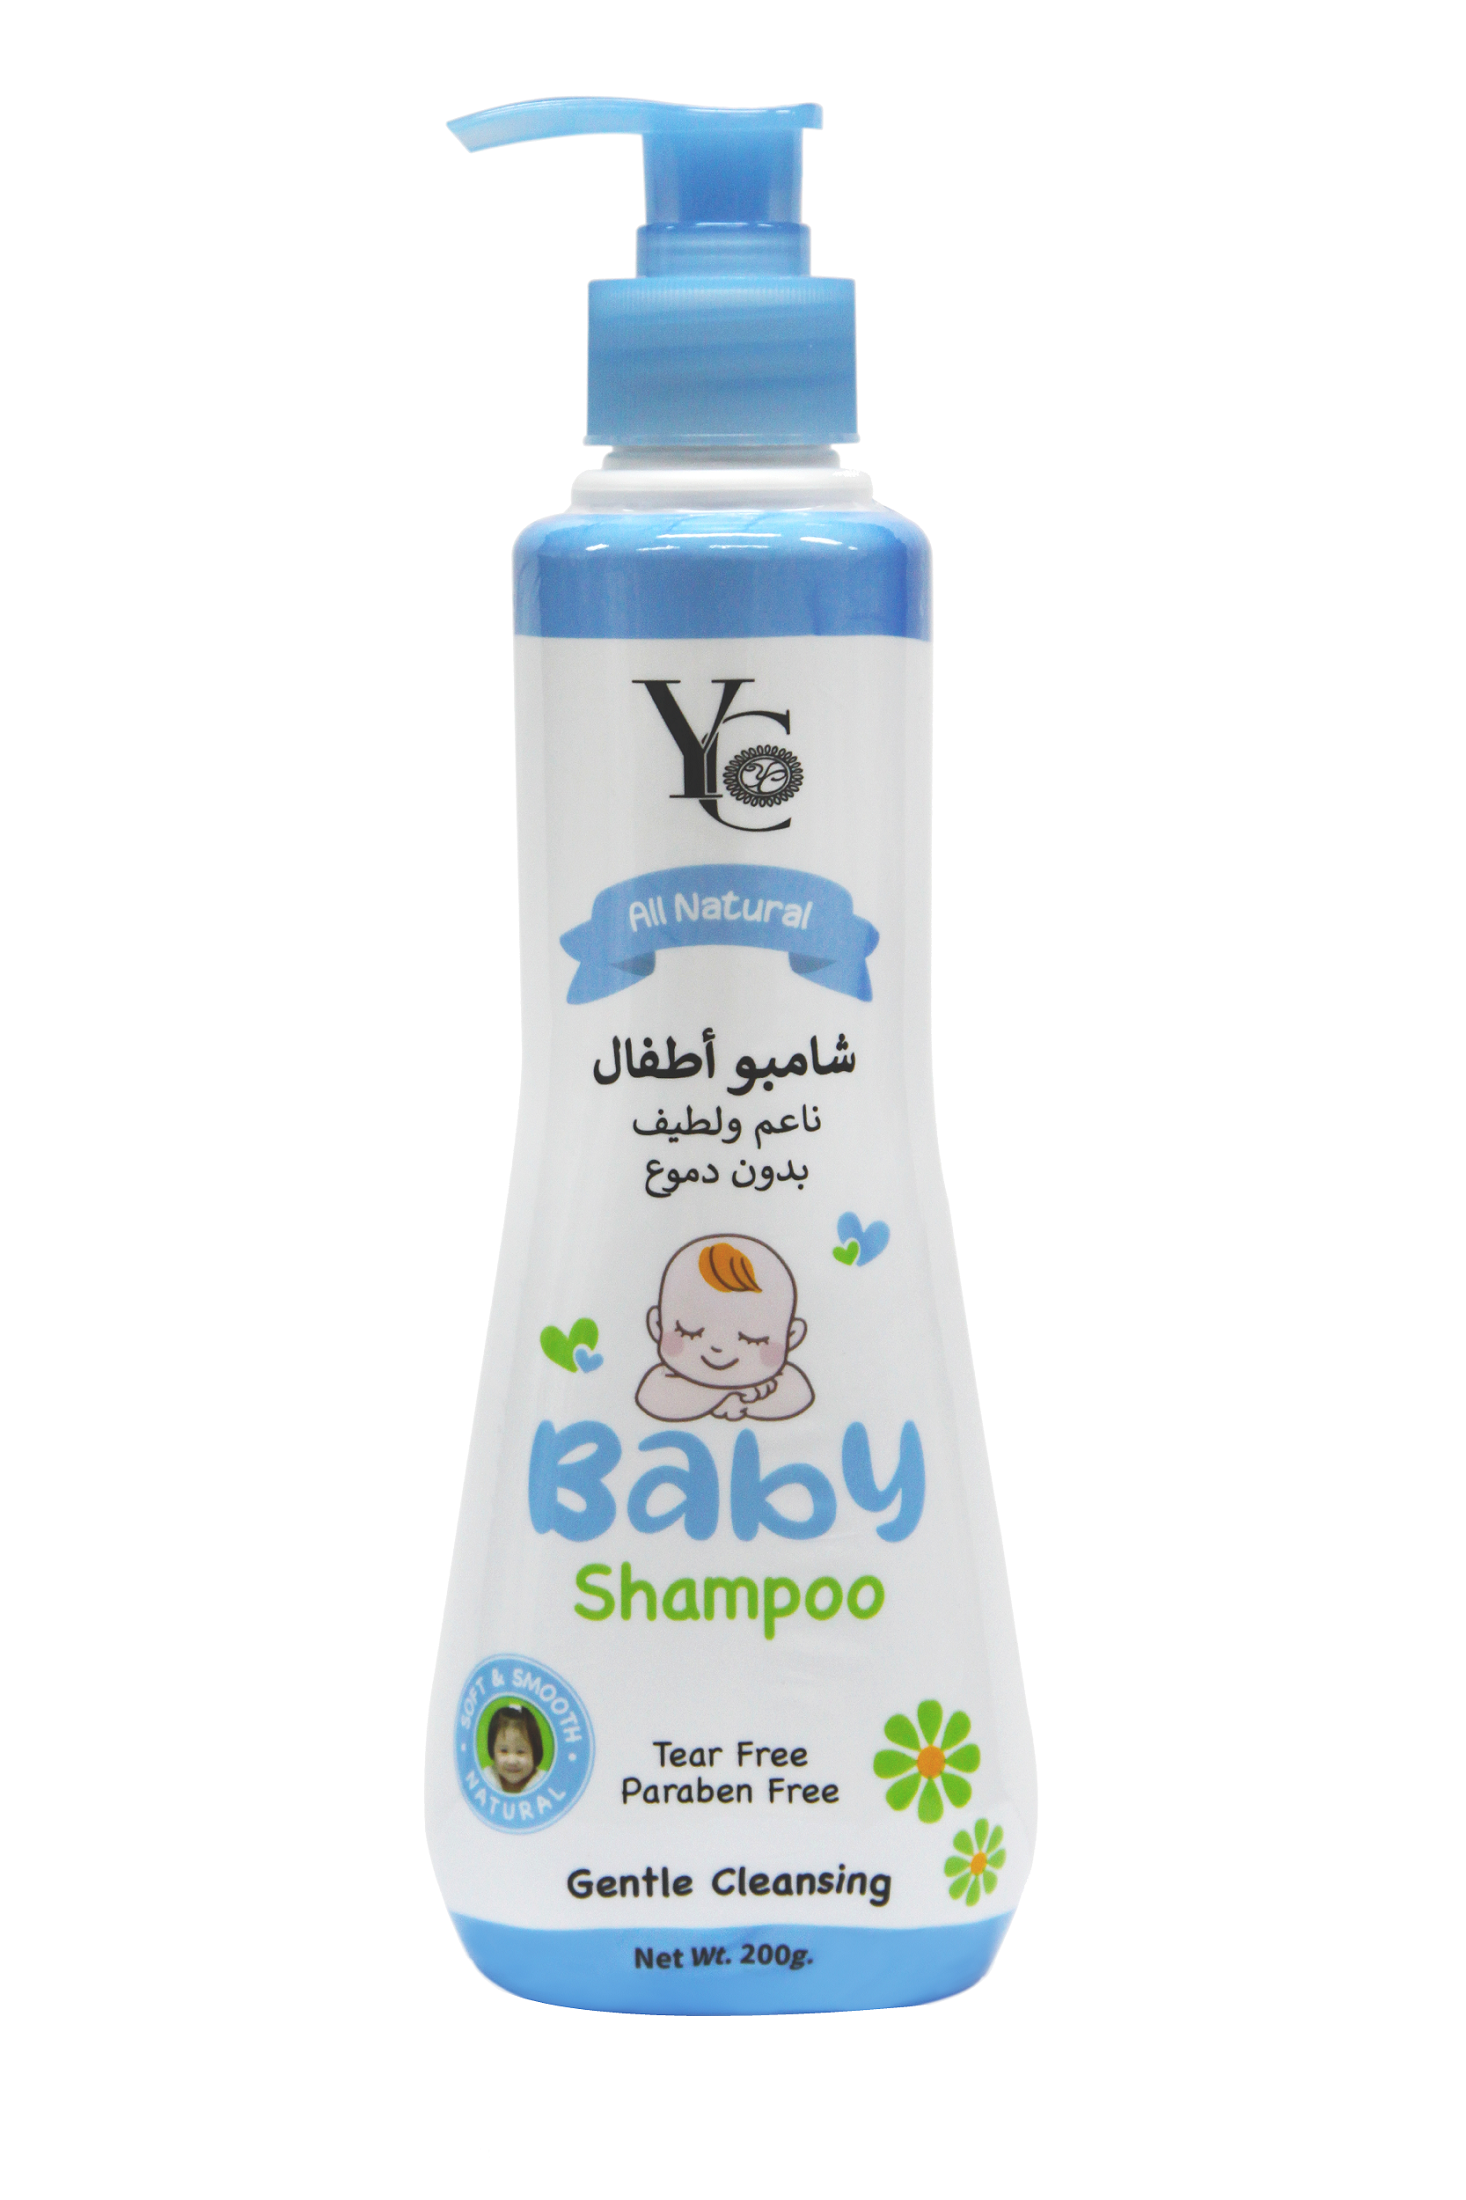 YC
All Natural
شامبو أطفال
ناعم ولطيف
بدون دموع
Baby
Shampoo
SOFT & SMOOTH
NATURAL
Tear Free
Paraben Free
Gentle Cleansing
Net Wt. 200g.